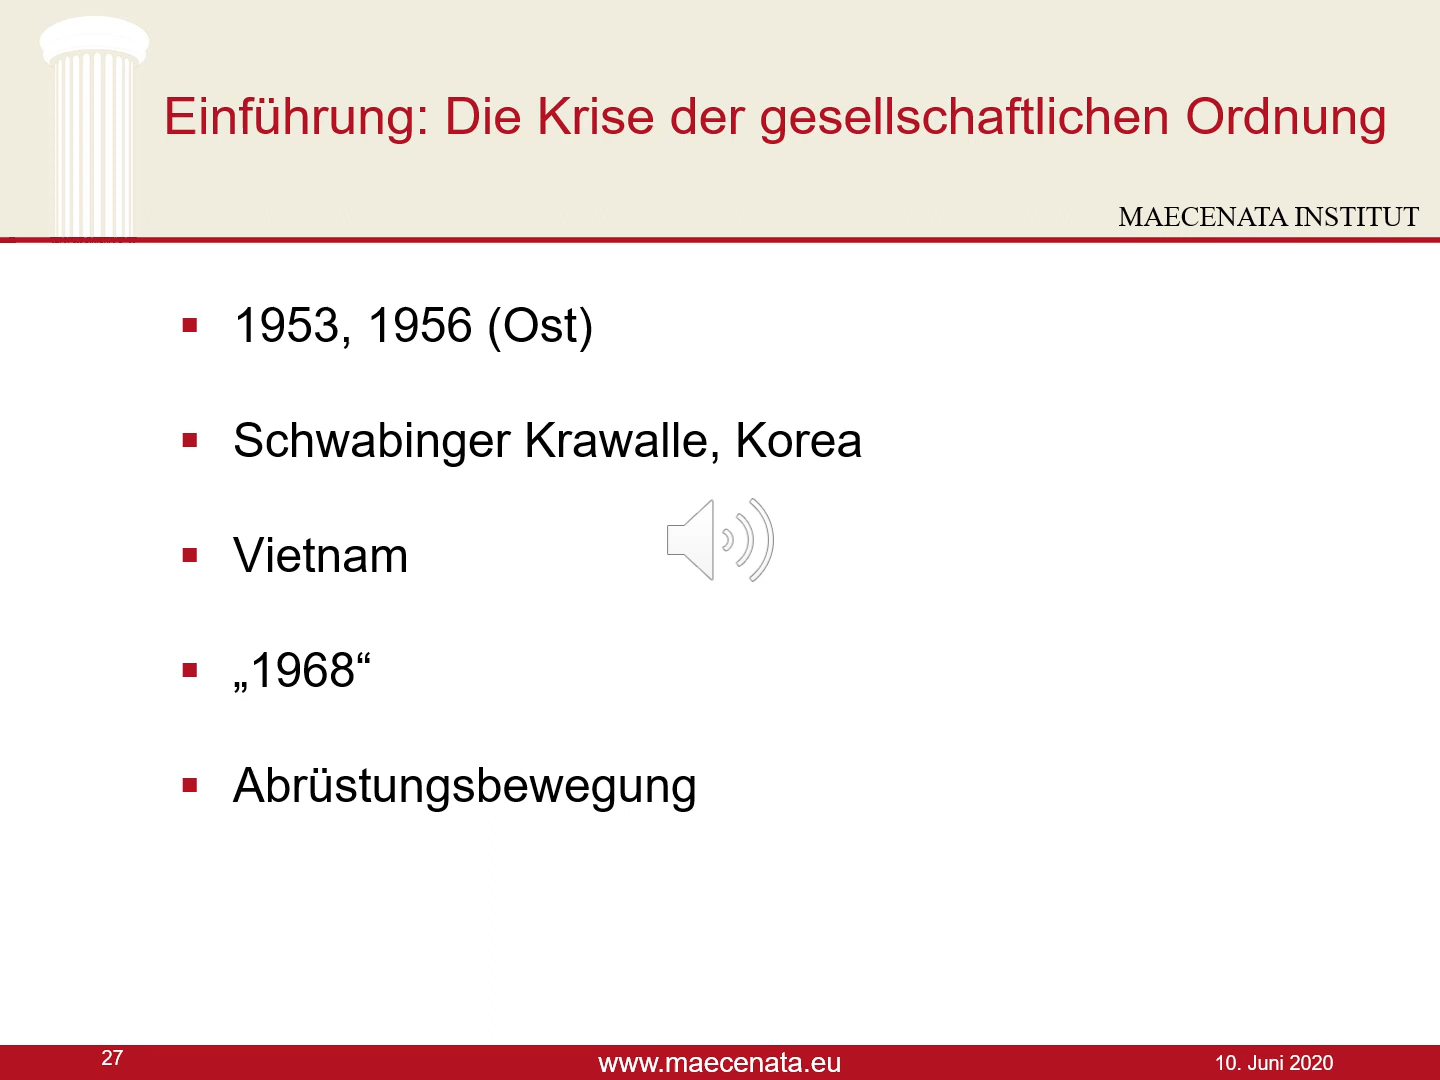 Einführung: Die Krise der gesellschaftlichen Ordnung
MAECENATA INSTITUT
1953, 1956 (Ost)
Schwabinger Krawalle, Korea
Vietnam
„1968“
Abrüstungsbewegung
27
www.maecenata.eu
10. Juni 2020